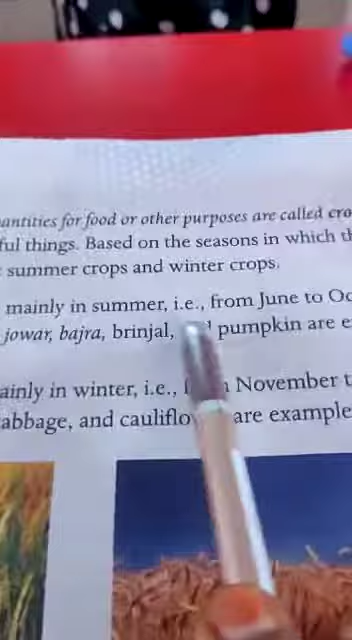 antities for food or other purposes are called cro
ful things. Based on the seasons in which th
summer crops and winter crops.
mainly in summer, i.e., from June to Oc
jowar, bajra, brinjal, pumpkin are e
ainly in winter, i.e., November t
abbage, and cauliflo are example